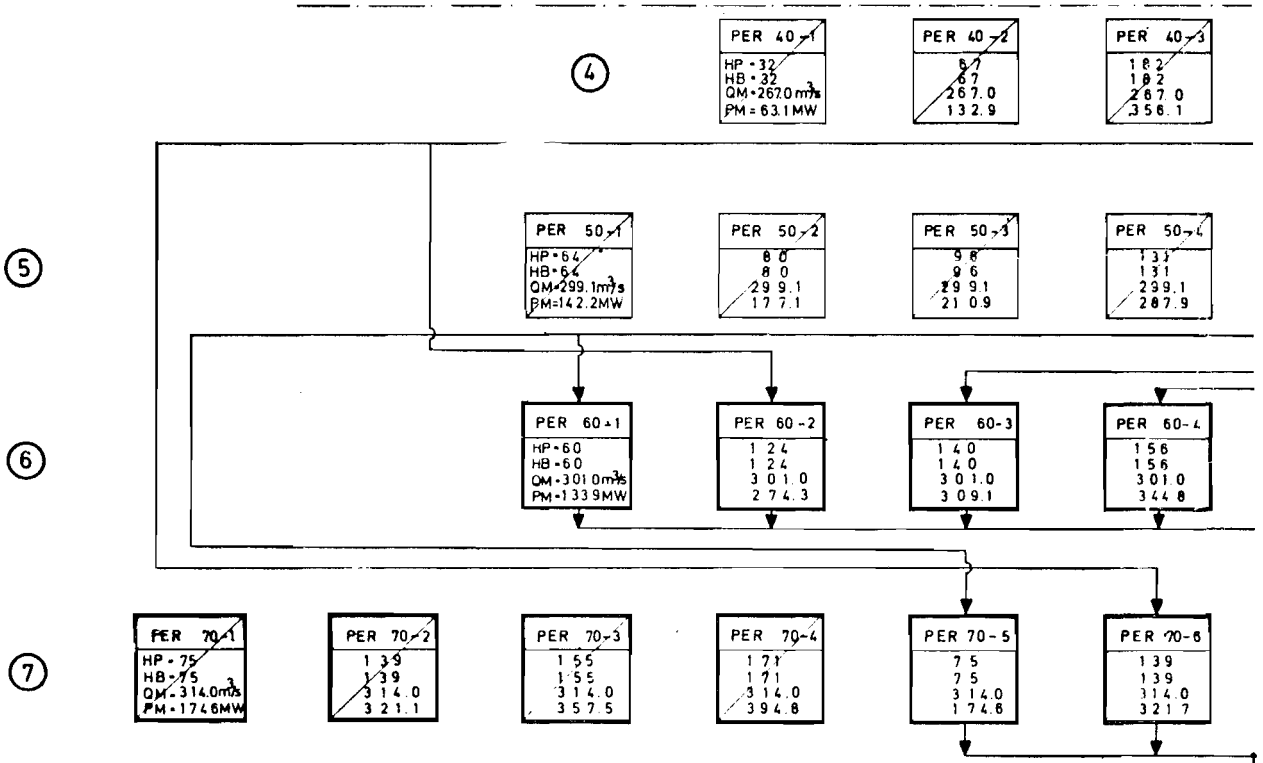 4
PER 40-1
HP=32
HB=32
QM=267.0 m³/s
PM=63.1 MW
PER 40-2
67
67
267.0
132.9
PER 40-3
182
182
267.0
356.1
5
PER 50-1
HP=64
HB=64
QM=299.1 m³/s
PM=142.2MW
PER 50-2
80
80
299.1
177.1
PER 50-3
96
96
299.1
210.9
PER 50-4
131
131
299.1
287.9
6
PER 60-1
HP=60
HB=60
QM=301.0 m³/s
PM=133.9MW
PER 60-2
124
124
301.0
274.3
PER 60-3
140
140
301.0
309.1
PER 60-4
156
156
301.0
344.8
7
PER 70-1
HP=75
HB=75
QM=314.0 m³/s
PM=174.6MW
PER 70-2
139
139
314.0
321.1
PER 70-3
155
155
314.0
357.5
PER 70-4
171
171
314.0
394.8
PER 70-5
75
75
314.0
174.6
PER 70-6
139
139
314.0
321.7